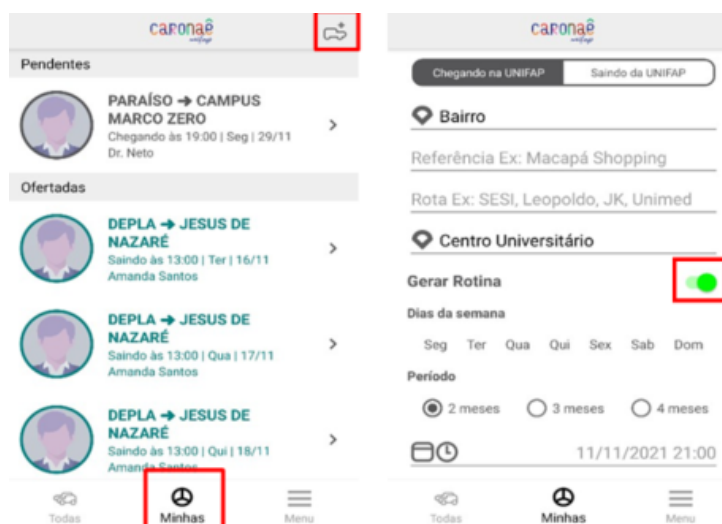 caronaê
unifap
Pendentes
PARAÍSO → CAMPUS
MARCO ZERO
Chegando às 19:00 | Seg | 29/11
Dr. Neto
Ofertadas
DEPLA → JESUS DE
NAZARÉ
Saindo às 13:00 | Ter | 16/11
Amanda Santos
DEPLA → JESUS DE
NAZARÉ
Saindo às 13:00 | Qua | 17/11
Amanda Santos
DEPLA → JESUS DE
NAZARÉ
Saindo às 13:00 | Qui | 18/11
Amanda Santos
Todas Minhas Menu
caronaê
unifap
Chegando na UNIFAP Saindo da UNIFAP
Bairro
Referência Ex: Macapá Shopping
Rota Ex: SESI, Leopoldo, JK, Unimed
Centro Universitário
Gerar Rotina
Dias da semana
Seg Ter Qua Qui Sex Sab Dom
Período
2 meses 3 meses 4 meses
11/11/2021 21:00
Todas Minhas Menu